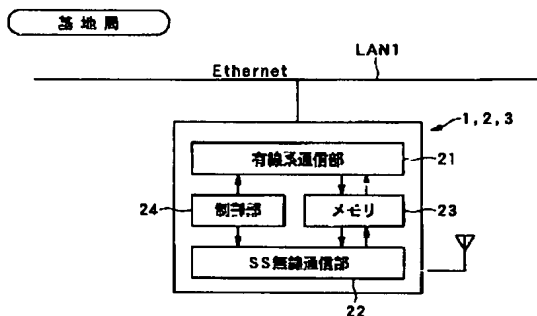 基地局
LAN1
Ethernet
1,2,3
有線系通信部
21
24
制御部
メモリ
23
SS無線通信部
22